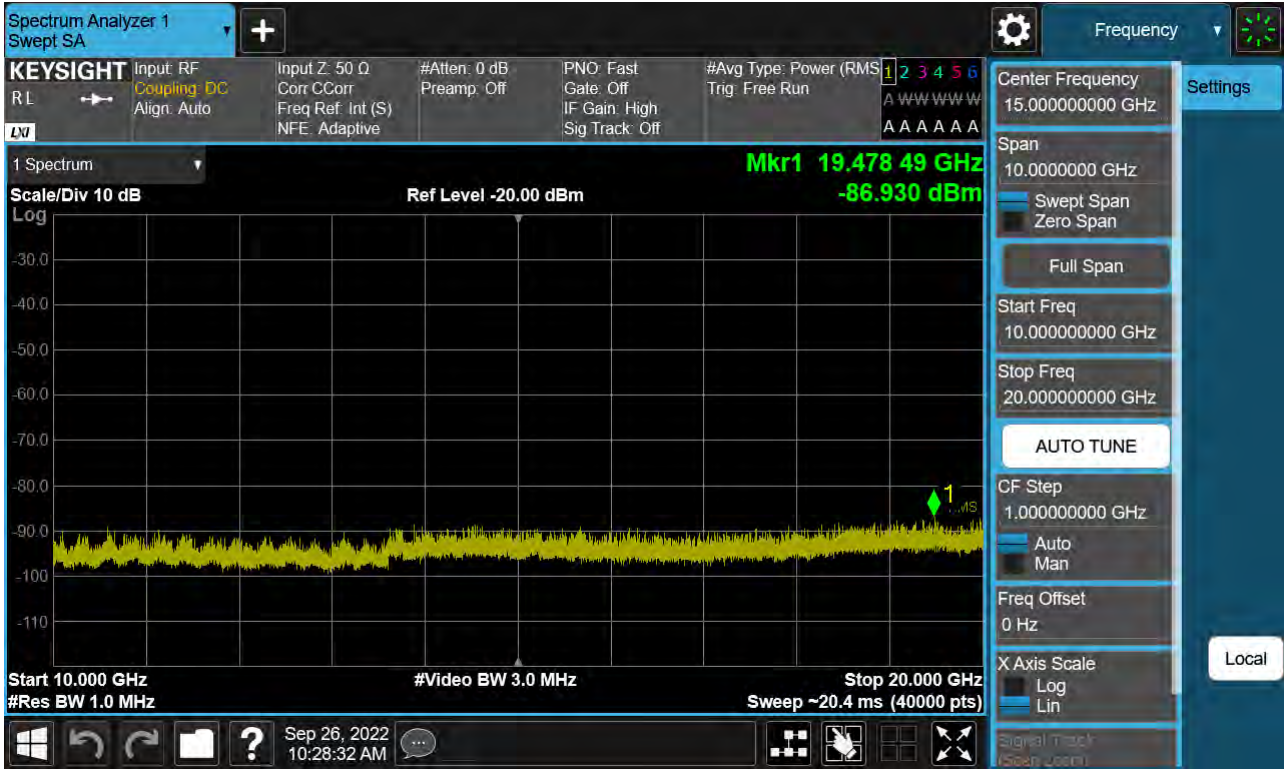 Spectrum Analyzer 1
Swept SA
Frequency
KEYSIGHT
RL
LXI
Input: RF
Coupling: DC
Align: Auto
Input Z: 50 Ω
Corr CCorr
Freq Ref: Int (S)
NFE: Adaptive
#Atten: 0 dB
Preamp: Off
PNO: Fast
Gate: Off
IF Gain: High
Sig Track: Off
#Avg Type: Power (RMS
Trig: Free Run
1 2 3 4 5 6
A W W W W W
A A A A A A
1 Spectrum
Scale/Div 10 dB
Log
Ref Level -20.00 dBm
Mkr1 19.478 49 GHz
-86.930 dBm
-30.0
-40.0
-50.0
-60.0
-70.0
-80.0
-90.0
-100
-110
1
Start 10.000 GHz
#Res BW 1.0 MHz
#Video BW 3.0 MHz
Stop 20.000 GHz
Sweep ~20.4 ms (40000 pts)
Sep 26, 2022
10:28:32 AM
Center Frequency
15.000000000 GHz
Span
10.0000000 GHz
Swept Span
Zero Span
Full Span
Start Freq
10.000000000 GHz
Stop Freq
20.000000000 GHz
AUTO TUNE
CF Step
1.000000000 GHz
Auto
Man
Freq Offset
0 Hz
X Axis Scale
Log
Lin
Signal Track
(Span Zoom)
Settings
Local